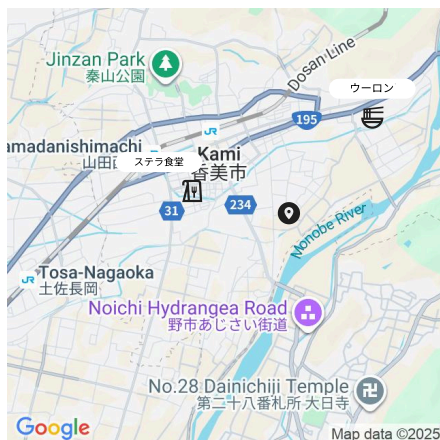 Dosan Line
Jinzan Park
秦山公園
ウーロン
JR
195
amadanishimachi
山田西
ステラ食堂
Kami
香美市
31
234
Monobe River
JR
Tosa-Nagaoka
土佐長岡
Noichi Hydrangea Road
野市あじさい街道
No.28 Dainichiji Temple
第二十八番札所 大日寺
Google
Map data ©2025